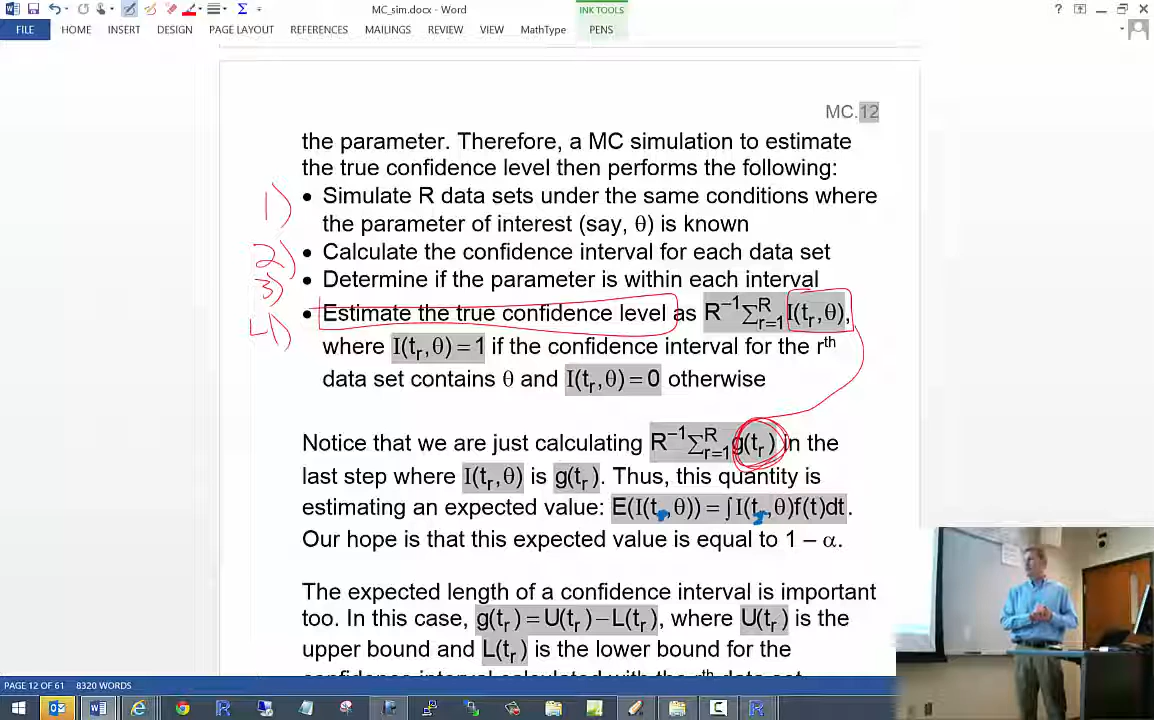 MC_sim.docx - Word
INK TOOLS
FILE HOME INSERT DESIGN PAGE LAYOUT REFERENCES MAILINGS REVIEW VIEW MathType PENS
MC.12
the parameter. Therefore, a MC simulation to estimate
the true confidence level then performs the following:
1) • Simulate R data sets under the same conditions where
the parameter of interest (say, θ) is known
2) • Calculate the confidence interval for each data set
3) • Determine if the parameter is within each interval
4) • Estimate the true confidence level as R⁻¹∑ᴿᵣ₌₁I(tᵣ,θ),
where I(tᵣ,θ) = 1 if the confidence interval for the rᵗʰ
data set contains θ and I(tᵣ,θ) = 0 otherwise
Notice that we are just calculating R⁻¹∑ᴿᵣ₌₁g(tᵣ) in the
last step where I(tᵣ,θ) is g(tᵣ). Thus, this quantity is
estimating an expected value: E(I(tᵣ,θ)) = ∫I(tᵣ,θ)f(t)dt.
Our hope is that this expected value is equal to 1 – α.
The expected length of a confidence interval is important
too. In this case, g(tᵣ) = U(tᵣ) – L(tᵣ), where U(tᵣ) is the
upper bound and L(tᵣ) is the lower bound for the
confidence interval calculated with the rᵗʰ data set
PAGE 12 OF 61 8320 WORDS